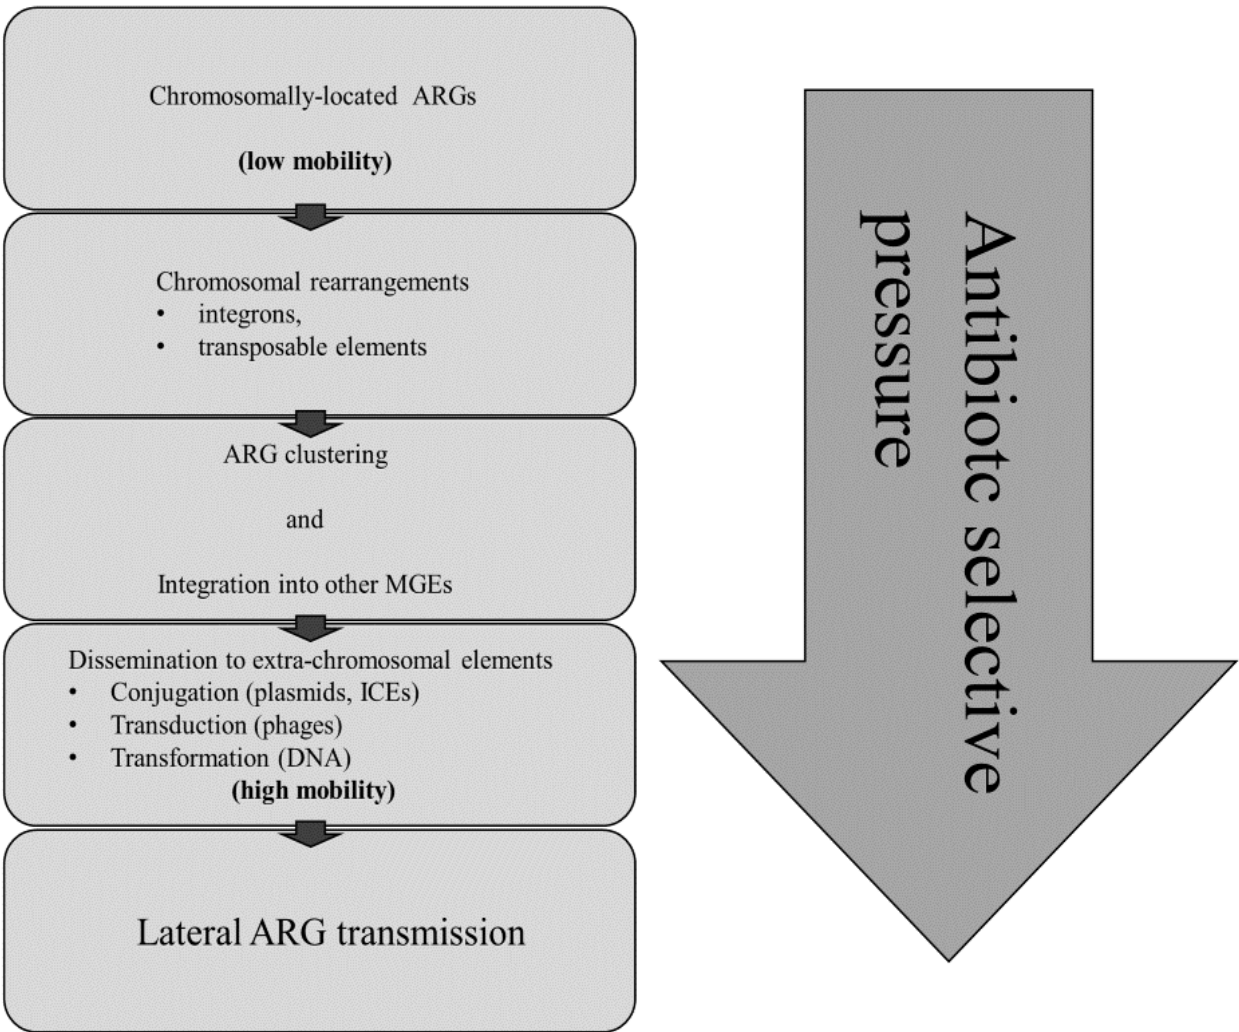 Chromosomally-located ARGs
(low mobility)
Chromosomal rearrangements
• integrons,
• transposable elements
ARG clustering
and
Integration into other MGEs
Dissemination to extra-chromosomal elements
• Conjugation (plasmids, ICEs)
• Transduction (phages)
• Transformation (DNA)
(high mobility)
Lateral ARG transmission
Antibiotc selective
pressure